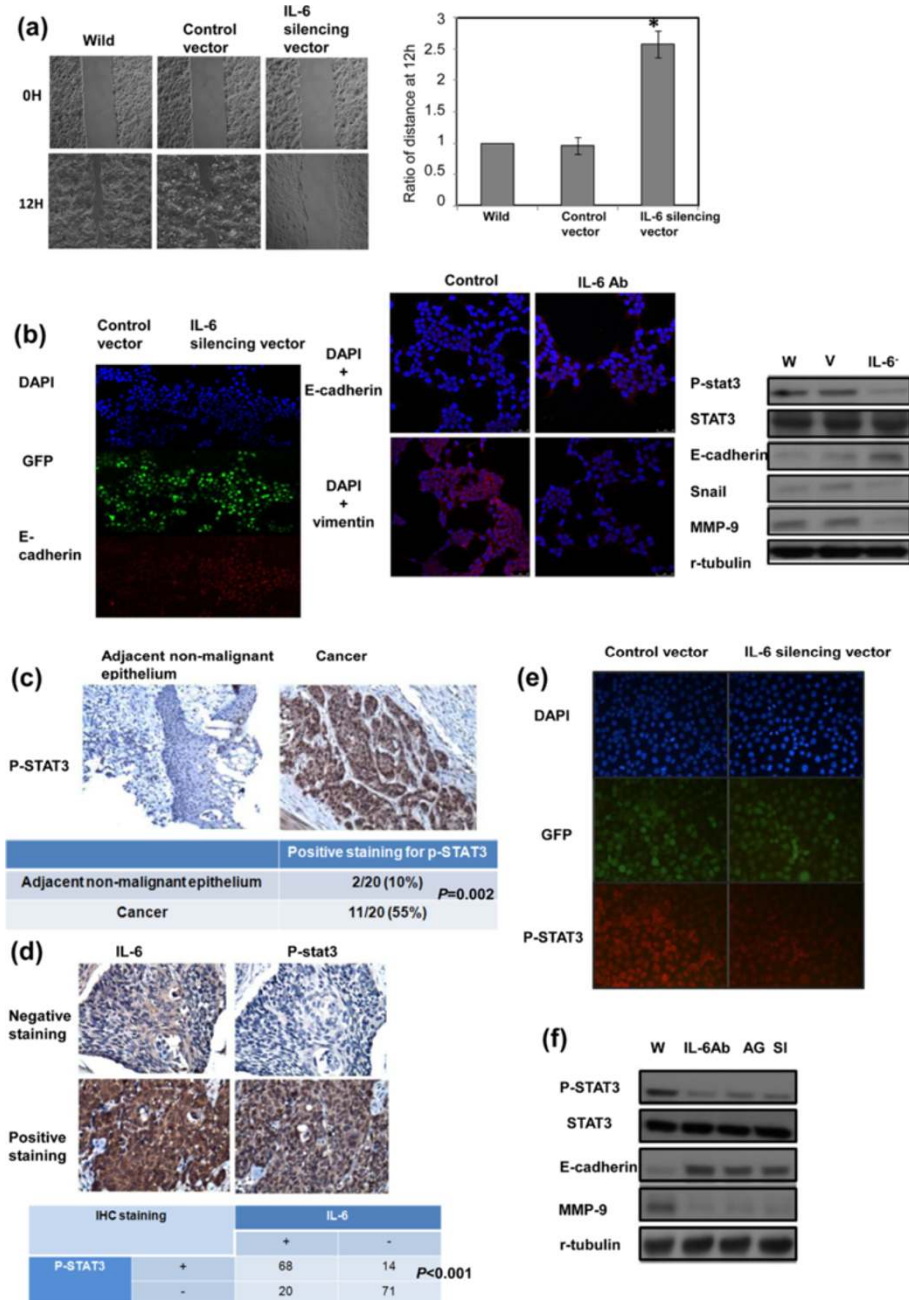 (a)
Wild
Control
vector
IL-6
silencing
vector
0H
12H
Ratio of distance at 12h
3
2.5
2
1.5
1
0.5
0
*
Wild
Control
vector
IL-6 silencing
vector
(b)
Control
vector
IL-6
silencing vector
DAPI
GFP
E-
cadherin
Control
IL-6 Ab
DAPI
+
E-cadherin
DAPI
+
vimentin
W V IL-6-
P-stat3
STAT3
E-cadherin
Snail
MMP-9
r-tubulin
(c)
Adjacent non-malignant
epithelium
Cancer
P-STAT3
Positive staining for p-STAT3
Adjacent non-malignant epithelium 2/20 (10%)
P=0.002
Cancer 11/20 (55%)
(d)
IL-6 P-stat3
Negative
staining
Positive
staining
IHC staining IL-6
+ -
P-STAT3 + 68 14
P<0.001
- 20 71
(e)
Control vector IL-6 silencing vector
DAPI
GFP
P-STAT3
(f)
W IL-6Ab AG SI
P-STAT3
STAT3
E-cadherin
MMP-9
r-tubulin